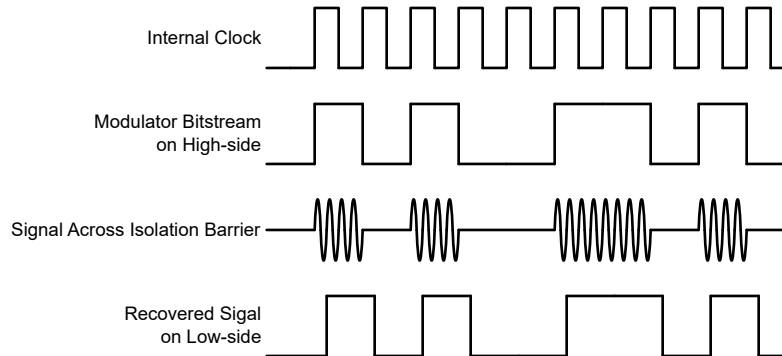 Internal Clock
Modulator Bitstream
on High-side
Signal Across Isolation Barrier
Recovered Sigal
on Low-side